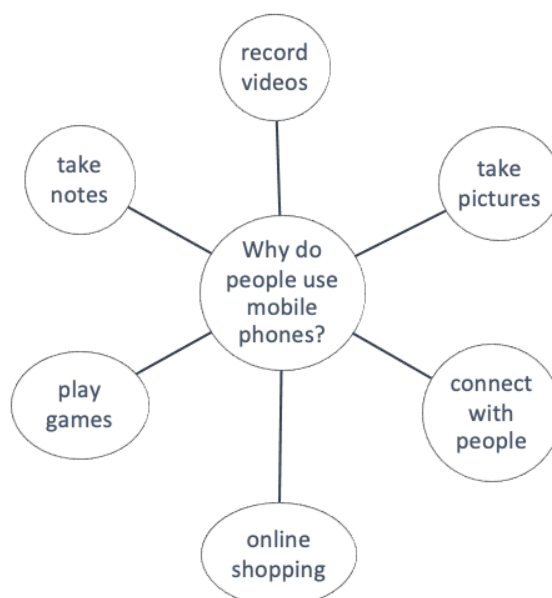 record
videos
take
notes
take
pictures
Why do
people use
mobile
phones?
play
games
connect
with
people
online
shopping